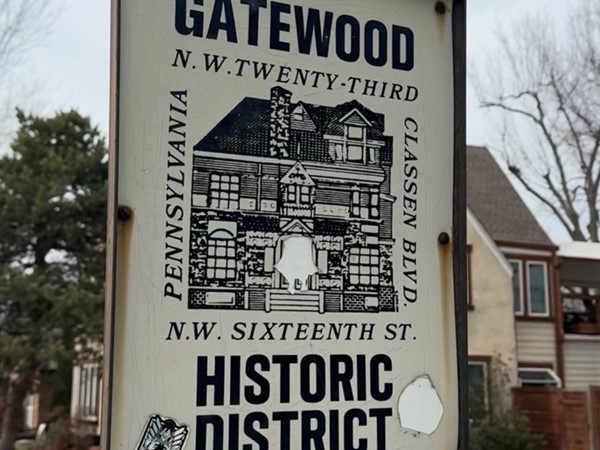 GATEWOOD
N.W. TWENTY-THIRD
PENNSYLVANIA
CLASSEN BLVD.
N.W. SIXTEENTH ST.
HISTORIC
DISTRICT